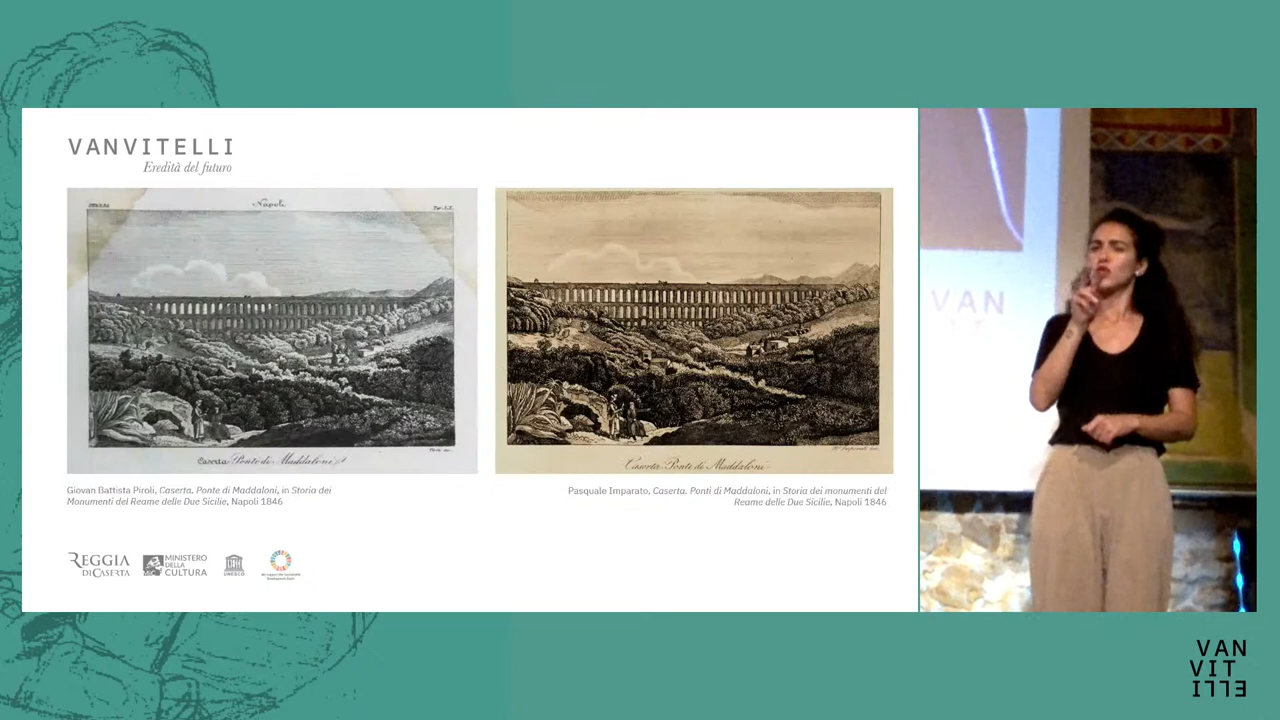 VANVITELLI
Eredità del futuro
Napoli
Caserta Ponte di Maddaloni
Caserta Ponti di Maddaloni
Giovan Battista Piroli, Caserta. Ponte di Maddaloni, in Storia dei
Monumenti del Reame delle Due Sicilie, Napoli 1846
Pasquale Imparato, Caserta. Ponti di Maddaloni, in Storia dei monumenti del
Reame delle Due Sicilie, Napoli 1846
REGGIA
DI CASERTA
MINISTERO
DELLA
CULTURA
UNESCO
VAN
VAN
VIT
ELLI